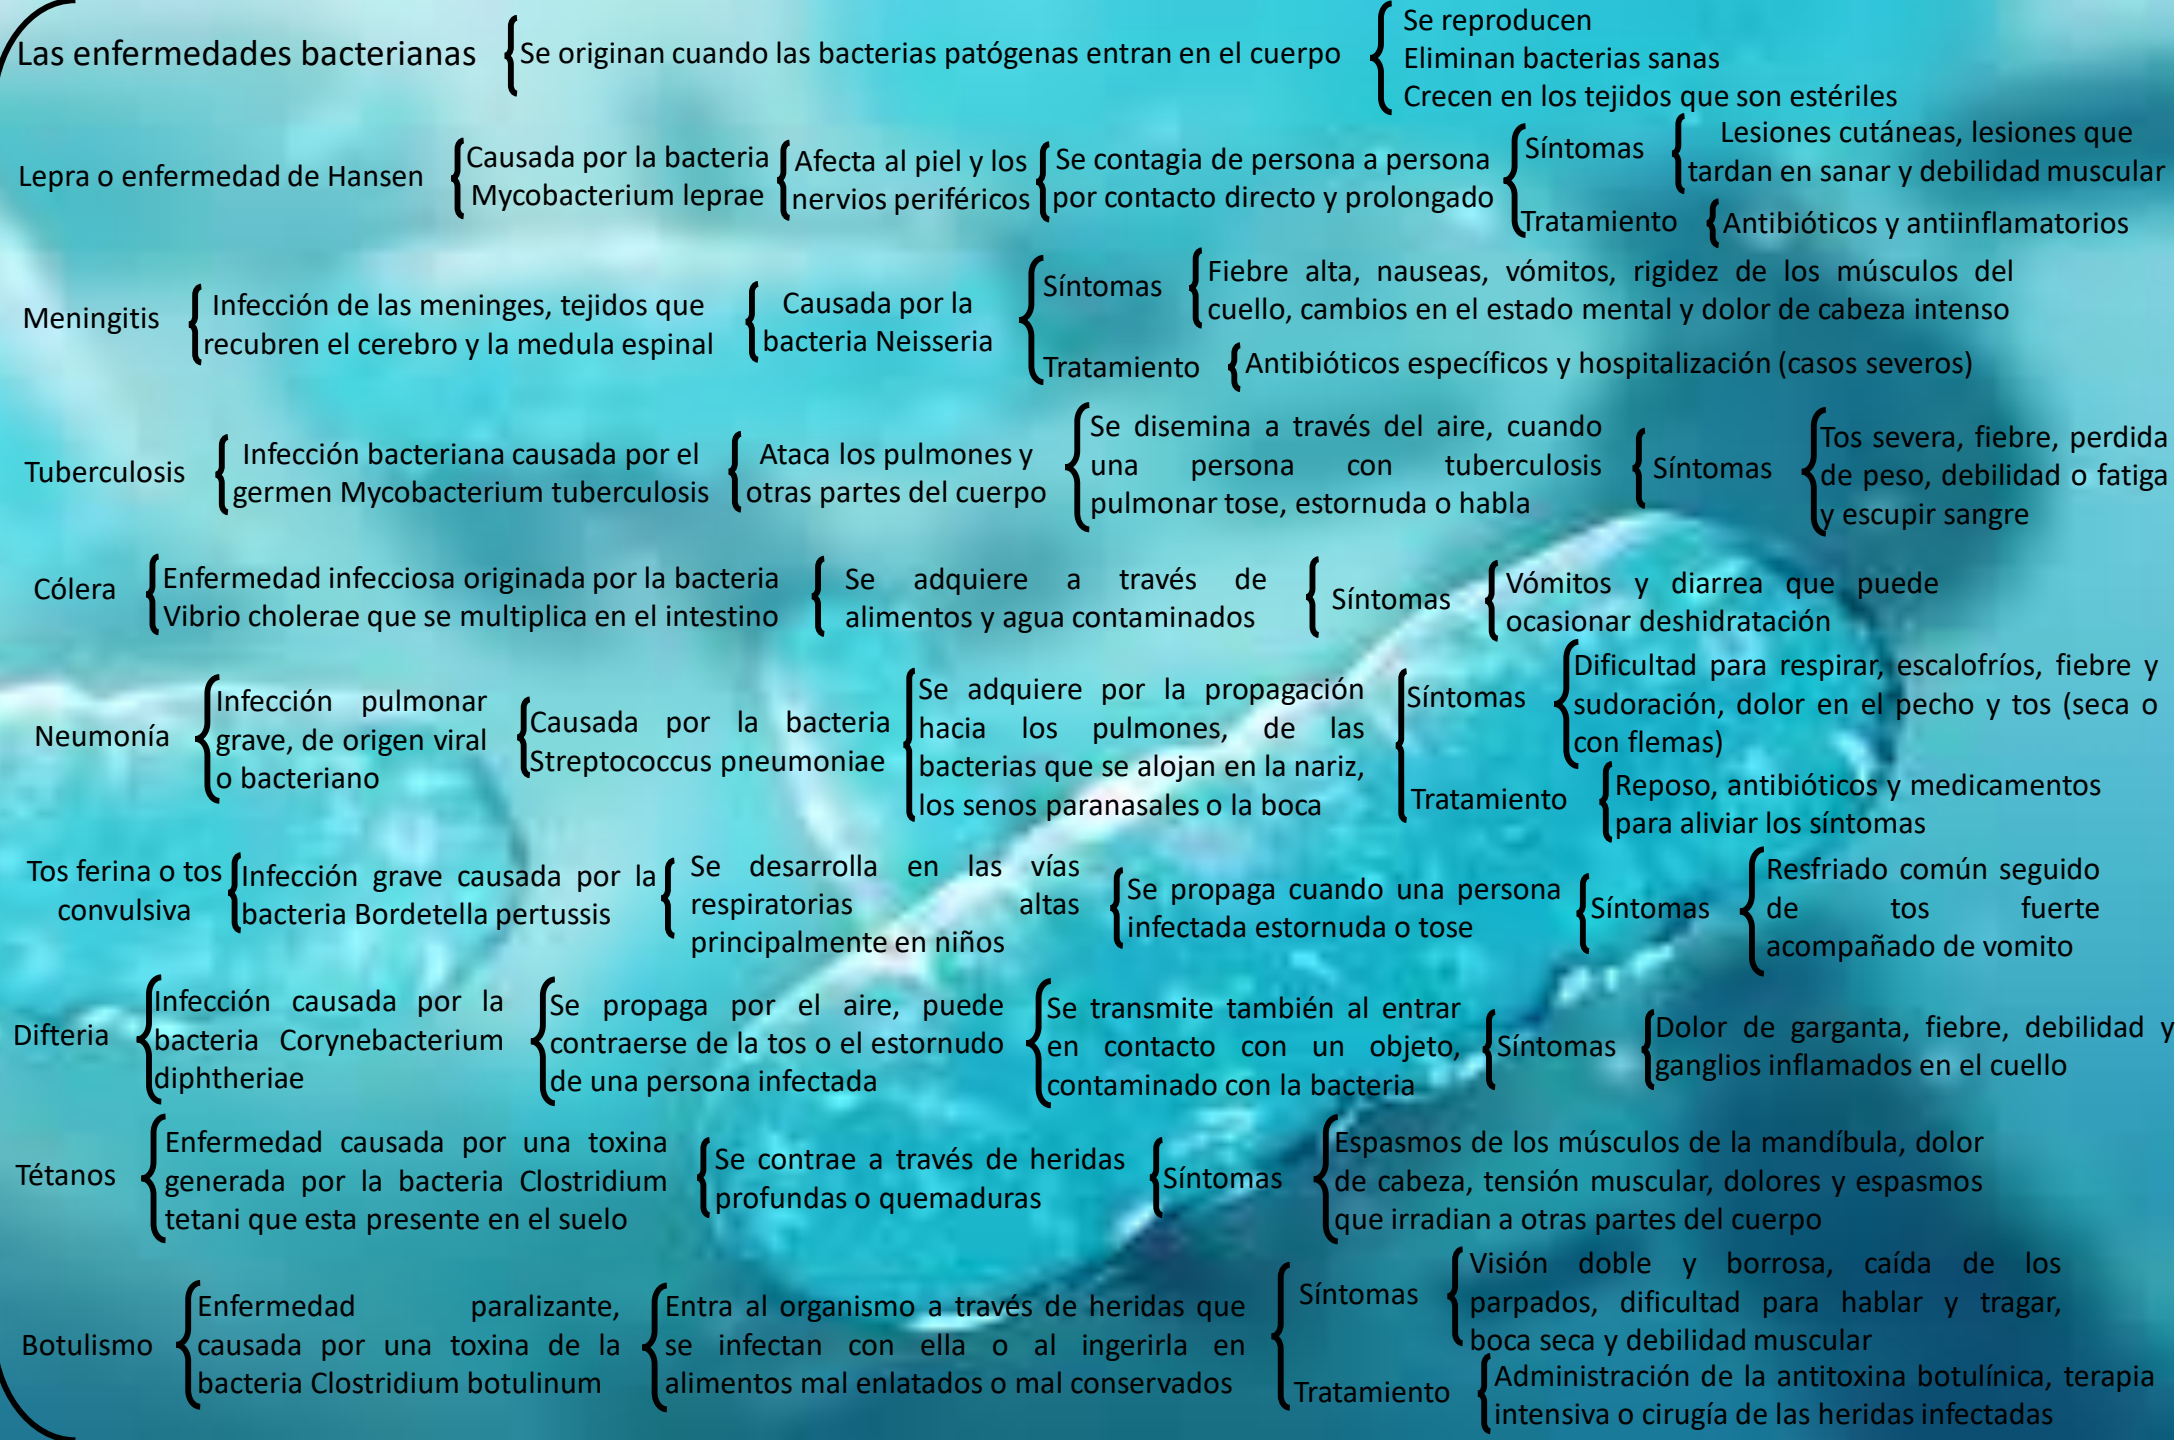 Las enfermedades bacterianas
Se originan cuando las bacterias patógenas entran en el cuerpo
Se reproducen
Eliminan bacterias sanas
Crecen en los tejidos que son estériles
Lepra o enfermedad de Hansen
Causada por la bacteria
Mycobacterium leprae
Afecta al piel y los
nervios periféricos
Se contagia de persona a persona
por contacto directo y prolongado
Síntomas
Lesiones cutáneas, lesiones que
tardan en sanar y debilidad muscular
Tratamiento
Antibióticos y antiinflamatorios
Meningitis
Infección de las meninges, tejidos que
recubren el cerebro y la medula espinal
Causada por la
bacteria Neisseria
Síntomas
Fiebre alta, nauseas, vómitos, rigidez de los músculos del
cuello, cambios en el estado mental y dolor de cabeza intenso
Tratamiento
Antibióticos específicos y hospitalización (casos severos)
Tuberculosis
Infección bacteriana causada por el
germen Mycobacterium tuberculosis
Ataca los pulmones y
otras partes del cuerpo
Se disemina a través del aire, cuando
una persona con tuberculosis
pulmonar tose, estornuda o habla
Síntomas
Tos severa, fiebre, perdida
de peso, debilidad o fatiga
y escupir sangre
Cólera
Enfermedad infecciosa originada por la bacteria
Vibrio cholerae que se multiplica en el intestino
Se adquiere a través de
alimentos y agua contaminados
Síntomas
Vómitos y diarrea que puede
ocasionar deshidratación
Neumonía
Infección pulmonar
grave, de origen viral
o bacteriano
Causada por la bacteria
Streptococcus pneumoniae
Se adquiere por la propagación
hacia los pulmones, de las
bacterias que se alojan en la nariz,
los senos paranasales o la boca
Síntomas
Dificultad para respirar, escalofríos, fiebre y
sudoración, dolor en el pecho y tos (seca o
con flemas)
Tratamiento
Reposo, antibióticos y medicamentos
para aliviar los síntomas
Tos ferina o tos
convulsiva
Infección grave causada por la
bacteria Bordetella pertussis
Se desarrolla en las vías
respiratorias altas
principalmente en niños
Se propaga cuando una persona
infectada estornuda o tose
Síntomas
Resfriado común seguido
de tos fuerte
acompañado de vomito
Difteria
Infección causada por la
bacteria Corynebacterium
diphtheriae
Se propaga por el aire, puede
contraerse de la tos o el estornudo
de una persona infectada
Se transmite también al entrar
en contacto con un objeto,
contaminado con la bacteria
Síntomas
Dolor de garganta, fiebre, debilidad y
ganglios inflamados en el cuello
Tétanos
Enfermedad causada por una toxina
generada por la bacteria Clostridium
tetani que esta presente en el suelo
Se contrae a través de heridas
profundas o quemaduras
Síntomas
Espasmos de los músculos de la mandíbula, dolor
de cabeza, tensión muscular, dolores y espasmos
que irradian a otras partes del cuerpo
Botulismo
Enfermedad paralizante,
causada por una toxina de la
bacteria Clostridium botulinum
Entra al organismo a través de heridas que
se infectan con ella o al ingerirla en
alimentos mal enlatados o mal conservados
Síntomas
Visión doble y borrosa, caída de los
parpados, dificultad para hablar y tragar,
boca seca y debilidad muscular
Tratamiento
Administración de la antitoxina botulínica, terapia
intensiva o cirugía de las heridas infectadas